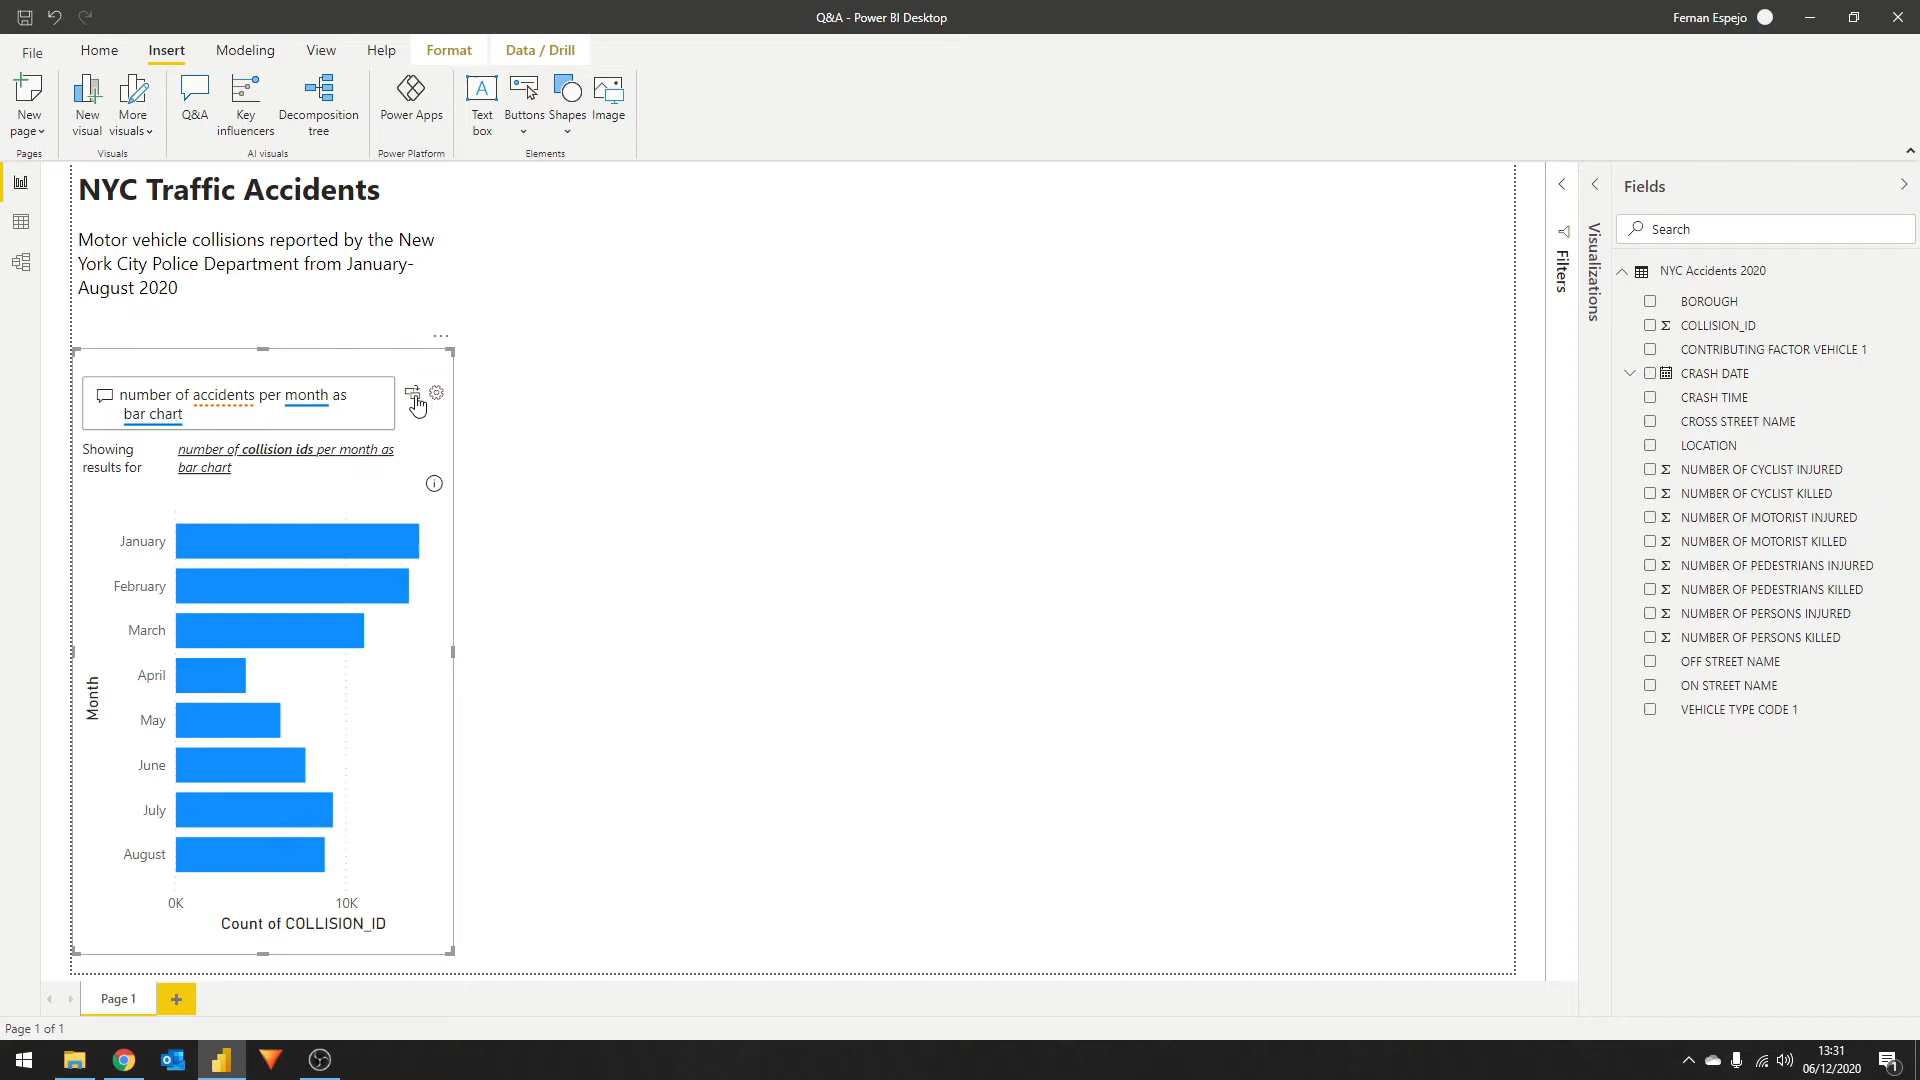 Q&A - Power BI Desktop
Fernan Espejo
File
Home
Insert
Modeling
View
Help
Format
Data / Drill
New page
New visual
More visuals
Q&A
Key influencers
Decomposition tree
Power Apps
Text box
Buttons
Shapes
Image
Pages
Visuals
AI visuals
Power Platform
Elements
NYC Traffic Accidents
Motor vehicle collisions reported by the New
York City Police Department from January-
August 2020
number of accidents per month as
bar chart
Showing
results for
number of collision ids per month as
bar chart
January
February
March
April
May
June
July
August
Month
0K
10K
Count of COLLISION_ID
Filters
Visualizations
Fields
Search
NYC Accidents 2020
BOROUGH
COLLISION_ID
CONTRIBUTING FACTOR VEHICLE 1
CRASH DATE
CRASH TIME
CROSS STREET NAME
LOCATION
NUMBER OF CYCLIST INJURED
NUMBER OF CYCLIST KILLED
NUMBER OF MOTORIST INJURED
NUMBER OF MOTORIST KILLED
NUMBER OF PEDESTRIANS INJURED
NUMBER OF PEDESTRIANS KILLED
NUMBER OF PERSONS INJURED
NUMBER OF PERSONS KILLED
OFF STREET NAME
ON STREET NAME
VEHICLE TYPE CODE 1
Page 1
Page 1 of 1
13:31
06/12/2020
1